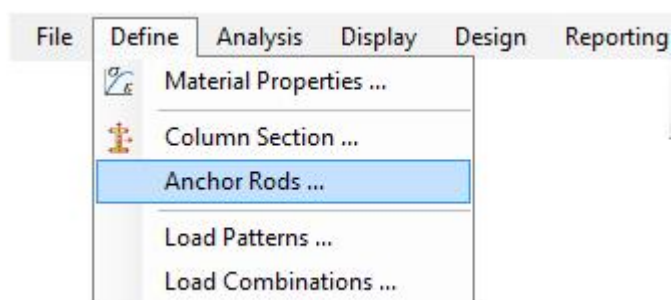 File Define Analysis Display Design Reporting
Material Properties ...
Column Section ...
Anchor Rods ...
Load Patterns ...
Load Combinations ...